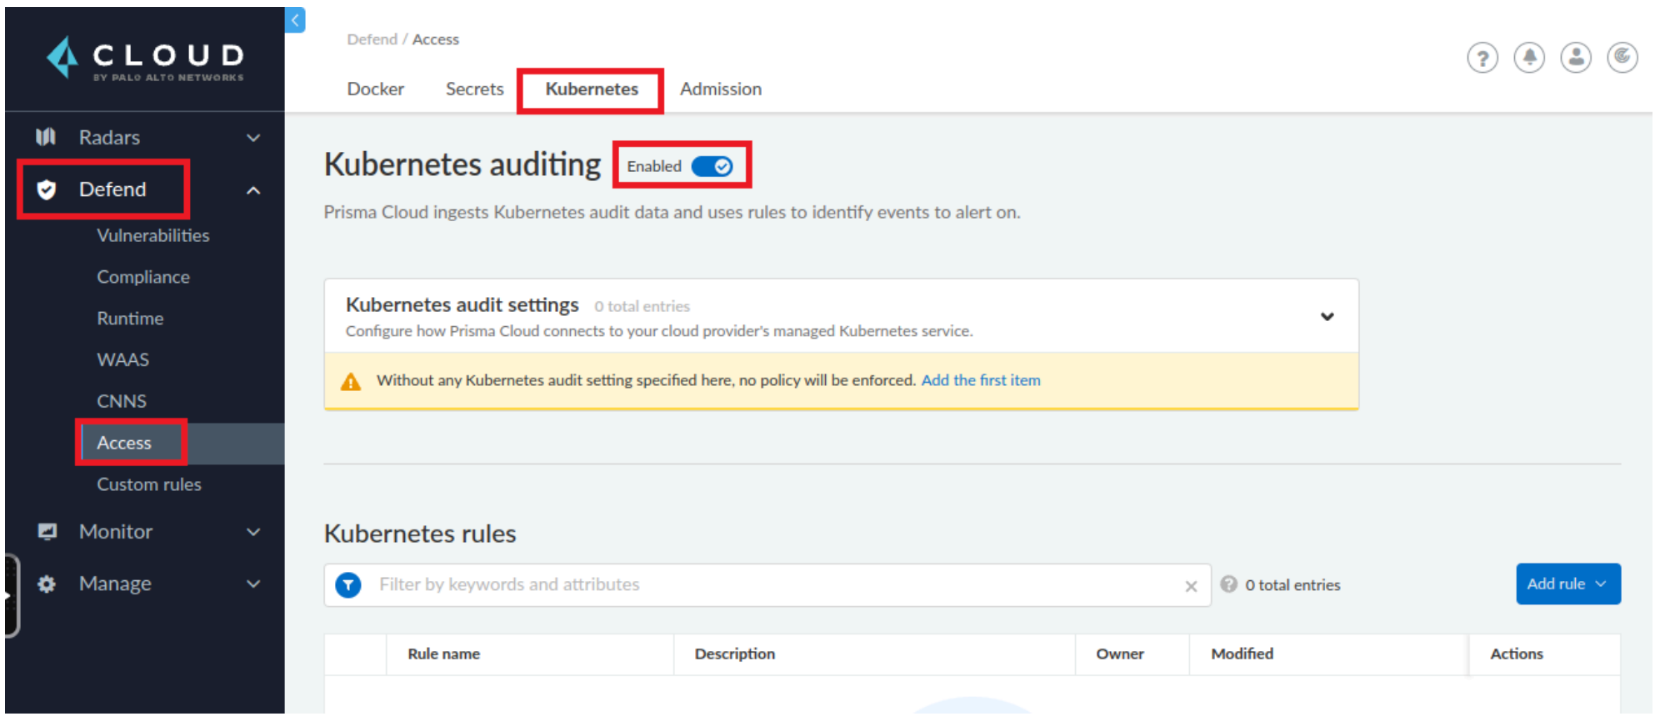 CLOUD
BY PALO ALTO NETWORKS
Radars
Defend
Vulnerabilities
Compliance
Runtime
WAAS
CNNS
Access
Custom rules
Monitor
Manage
Defend / Access
Docker Secrets Kubernetes Admission
?
Kubernetes auditing Enabled
Prisma Cloud ingests Kubernetes audit data and uses rules to identify events to alert on.
Kubernetes audit settings 0 total entries
Configure how Prisma Cloud connects to your cloud provider's managed Kubernetes service.
Without any Kubernetes audit setting specified here, no policy will be enforced. Add the first item
Kubernetes rules
Filter by keywords and attributes ? 0 total entries Add rule
Rule name Description Owner Modified Actions